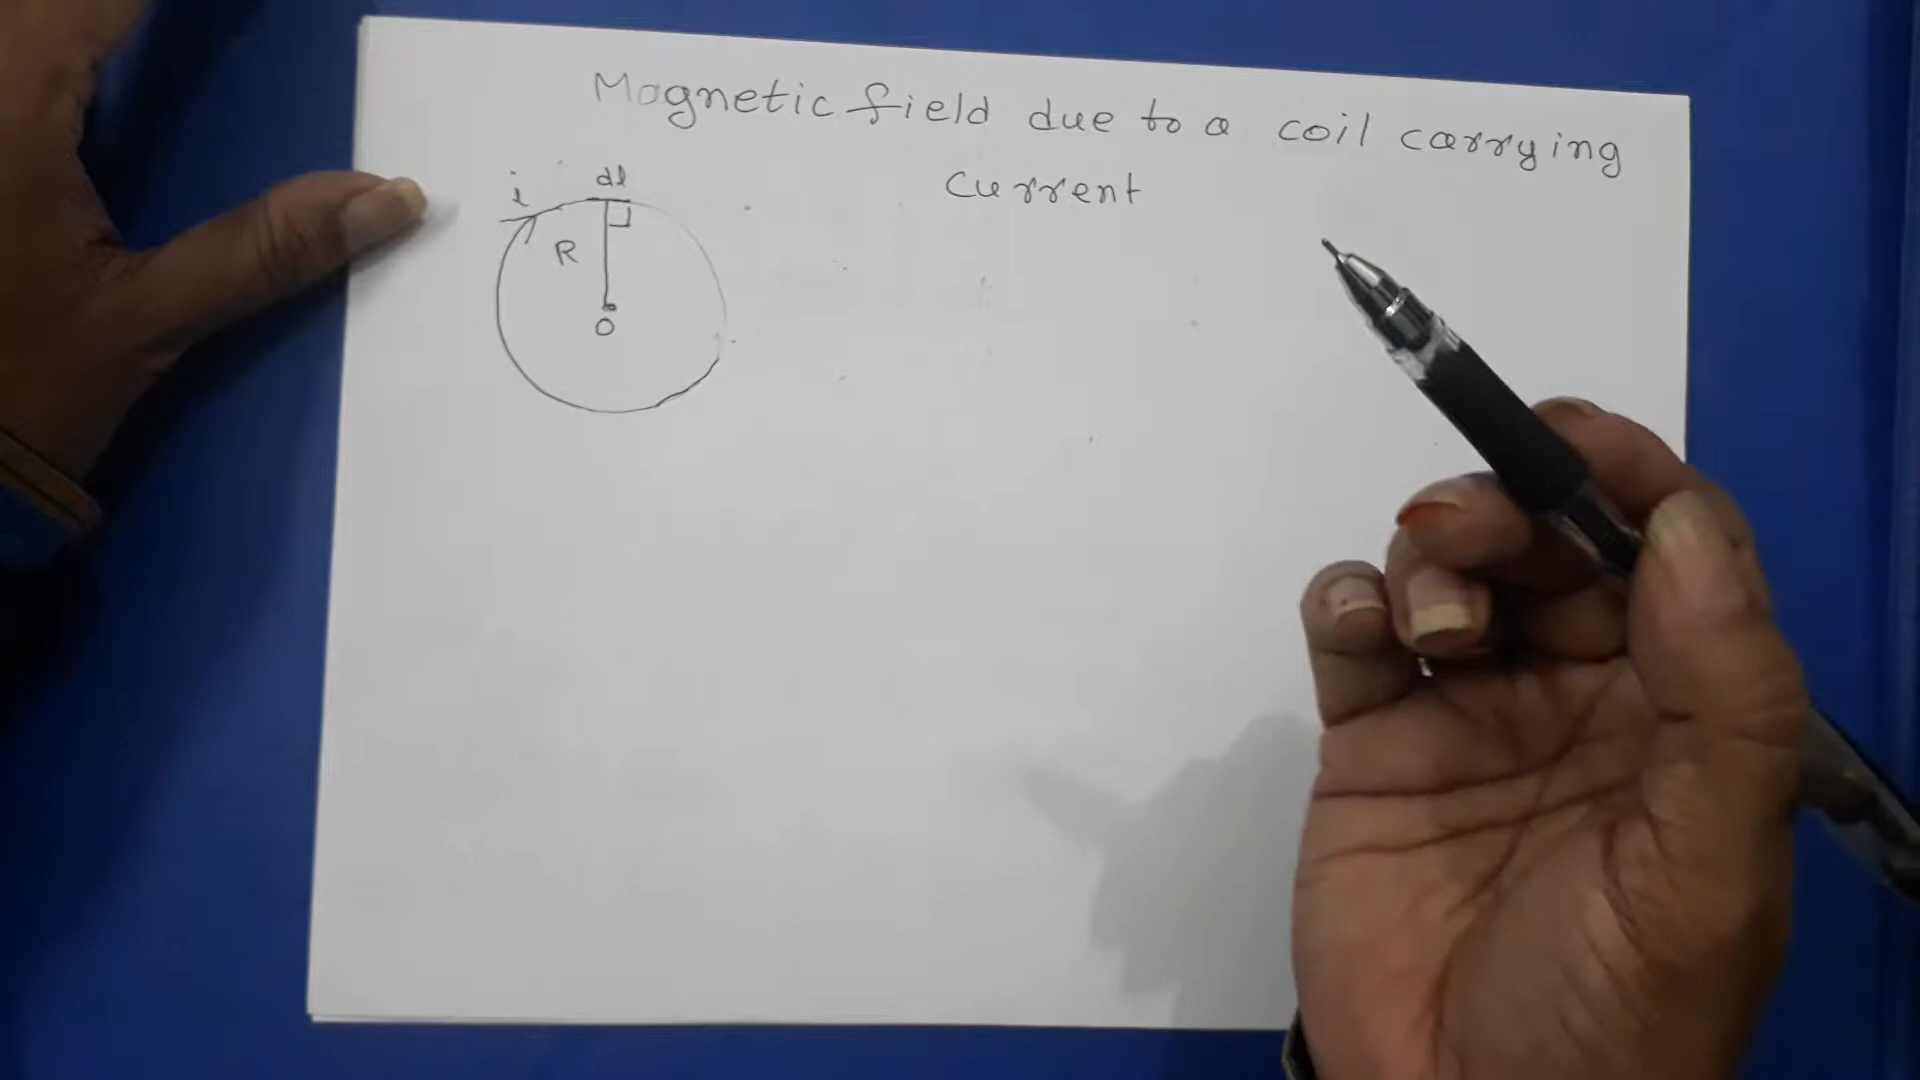 Magnetic field due to a coil carrying
current
i
dl
R
O